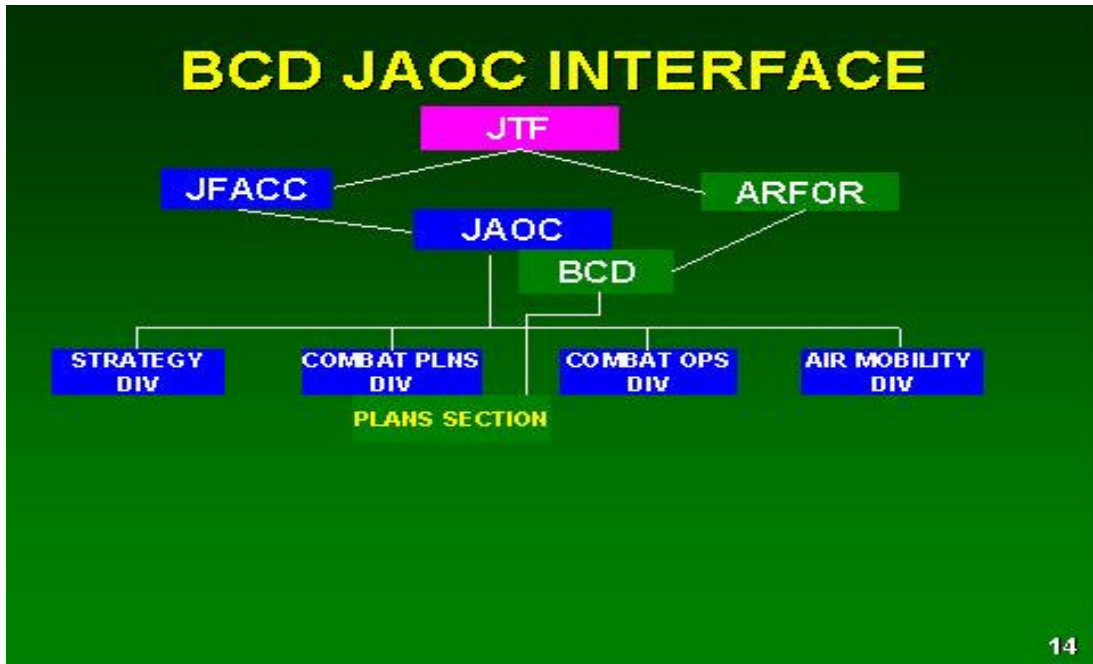 BCD JAOC INTERFACE
JTF
JFACC
ARFOR
JAOC
BCD
STRATEGY
DIV
COMBAT PLNS
DIV
COMBAT OPS
DIV
AIR MOBILITY
DIV
PLANS SECTION
14